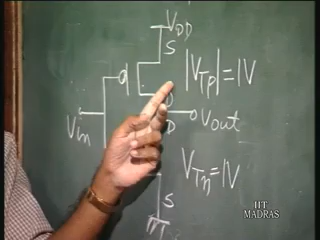 VDD
S
|VTp|=1V
D
D
Vout
Vin
VTn=1V
S
IIT
MADRAS